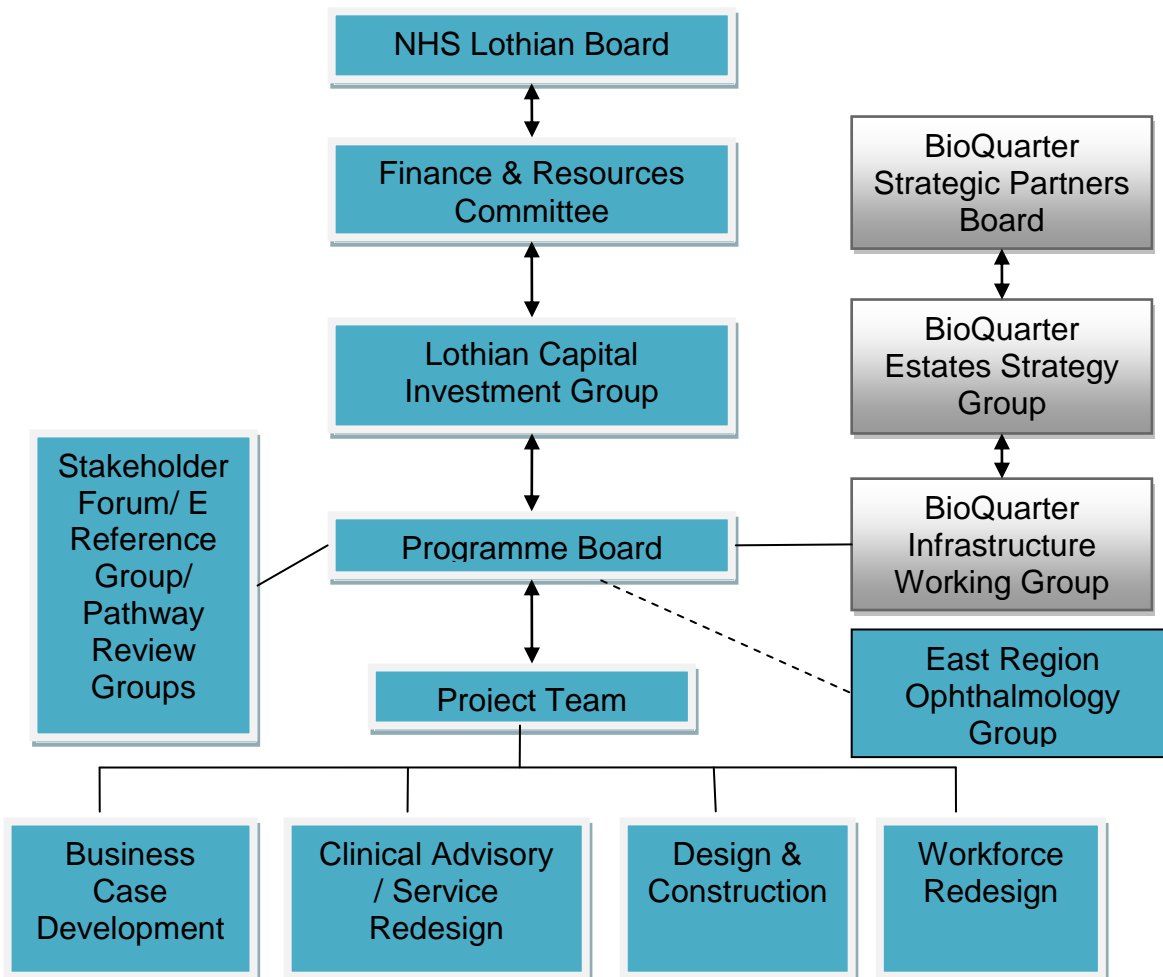 NHS Lothian Board
Finance & Resources
Committee
Lothian Capital
Investment Group
Programme Board
Project Team
Stakeholder
Forum/ E
Reference
Group/
Pathway
Review
Groups
BioQuarter
Strategic Partners
Board
BioQuarter
Estates Strategy
Group
BioQuarter
Infrastructure
Working Group
East Region
Ophthalmology
Group
Business
Case
Development
Clinical Advisory
/ Service
Redesign
Design &
Construction
Workforce
Redesign